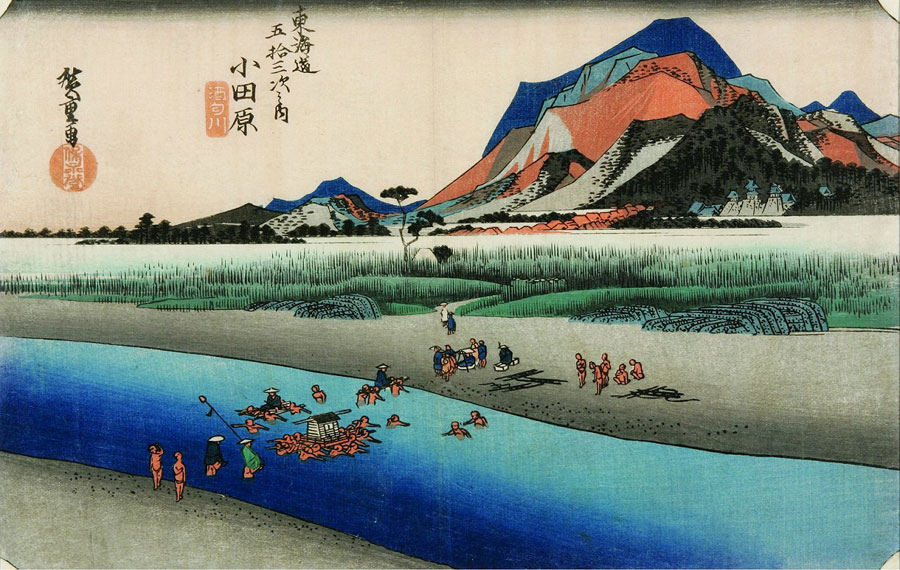 東海道
五拾三次之内
小田原
酒匂川
廣重画